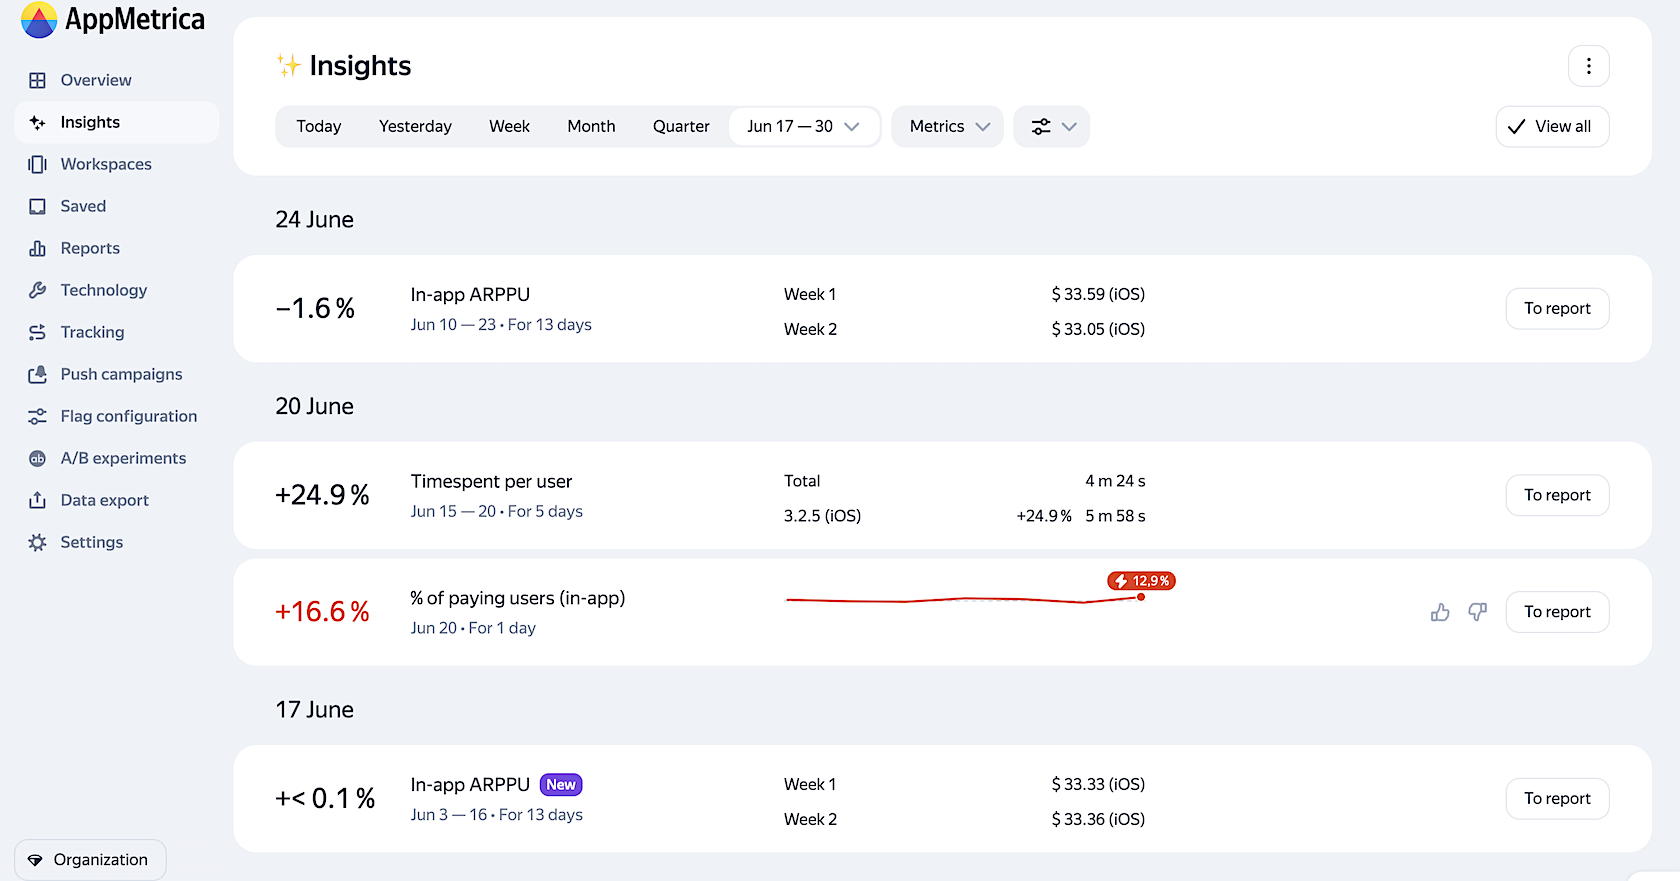 AppMetrica
Overview
Insights
Workspaces
Saved
Reports
Technology
Tracking
Push campaigns
Flag configuration
A/B experiments
Data export
Settings
Organization
✨ Insights
Today Yesterday Week Month Quarter Jun 17 — 30 Metrics View all
24 June
−1.6 % In-app ARPPU Week 1 $ 33.59 (iOS) To report
Jun 10 — 23 • For 13 days Week 2 $ 33.05 (iOS)
20 June
+24.9 % Timespent per user Total 4 m 24 s To report
Jun 15 — 20 • For 5 days 3.2.5 (iOS) +24.9 % 5 m 58 s
12,9 %
+16.6 % % of paying users (in-app) To report
Jun 20 • For 1 day
17 June
+< 0.1 % In-app ARPPU New Week 1 $ 33.33 (iOS) To report
Jun 3 — 16 • For 13 days Week 2 $ 33.36 (iOS)